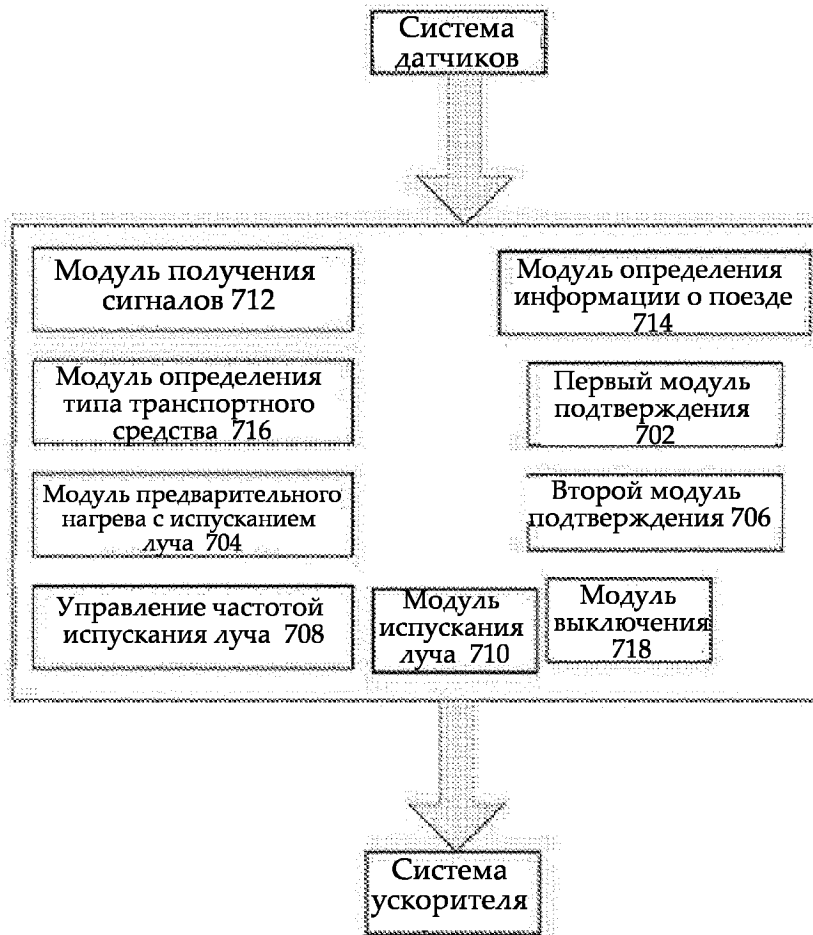 Система
датчиков
Модуль получения
сигналов 712
Модуль определения
информации о поезде
714
Модуль определения
типа транспортного
средства 716
Первый модуль
подтверждения
702
Модуль предварительного
нагрева с испусканием
луча 704
Второй модуль
подтверждения 706
Управление частотой
испускания луча 708
Модуль
испускания
луча 710
Модуль
выключения
718
Система
ускорителя